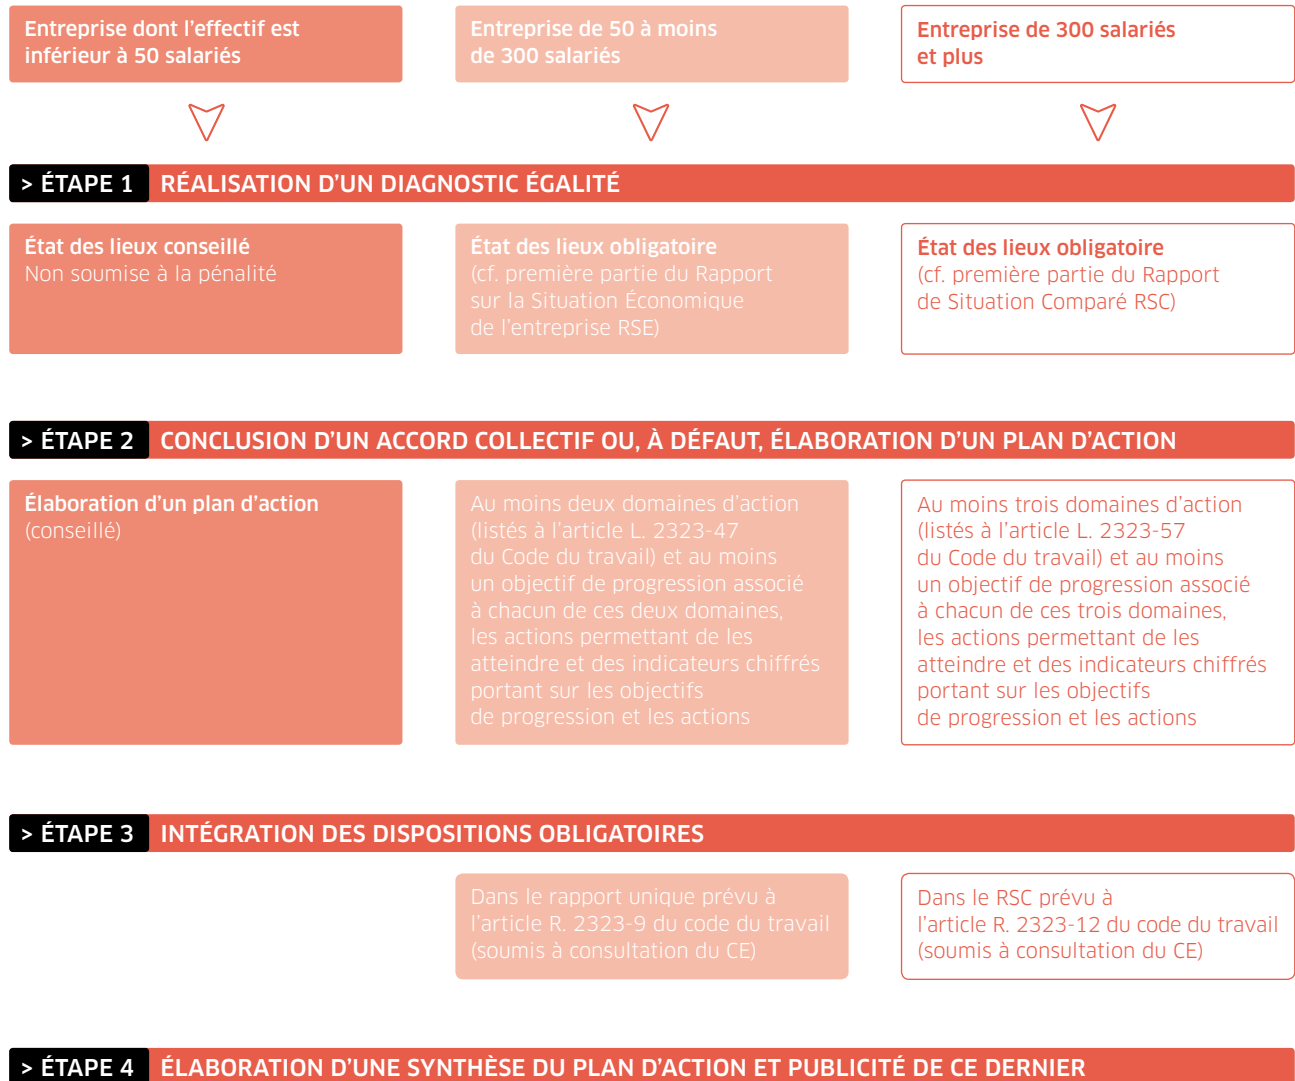 Entreprise dont l'effectif est
inférieur à 50 salariés
Entreprise de 50 à moins
de 300 salariés
Entreprise de 300 salariés
et plus
> ÉTAPE 1 RÉALISATION D'UN DIAGNOSTIC ÉGALITÉ
État des lieux conseillé
Non soumise à la pénalité
État des lieux obligatoire
(cf. première partie du Rapport
sur la Situation Économique
de l'entreprise RSE)
État des lieux obligatoire
(cf. première partie du Rapport
de Situation Comparé RSC)
> ÉTAPE 2 CONCLUSION D'UN ACCORD COLLECTIF OU, À DÉFAUT, ÉLABORATION D'UN PLAN D'ACTION
Élaboration d'un plan d'action
(conseillé)
Au moins deux domaines d'action
(listés à l'article L. 2323-47
du Code du travail) et au moins
un objectif de progression associé
à chacun de ces deux domaines,
les actions permettant de les
atteindre et des indicateurs chiffrés
portant sur les objectifs
de progression et les actions
Au moins trois domaines d'action
(listés à l'article L. 2323-57
du Code du travail) et au moins
un objectif de progression associé
à chacun de ces trois domaines,
les actions permettant de les
atteindre et des indicateurs chiffrés
portant sur les objectifs
de progression et les actions
> ÉTAPE 3 INTÉGRATION DES DISPOSITIONS OBLIGATOIRES
Dans le rapport unique prévu à
l'article R. 2323-9 du code du travail
(soumis à consultation du CE)
Dans le RSC prévu à
l'article R. 2323-12 du code du travail
(soumis à consultation du CE)
> ÉTAPE 4 ÉLABORATION D'UNE SYNTHÈSE DU PLAN D'ACTION ET PUBLICITÉ DE CE DERNIER